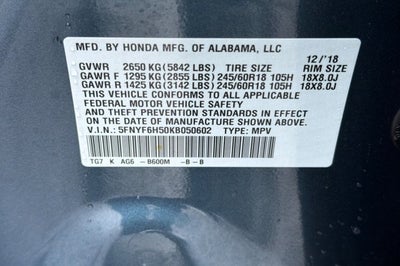 MFD. BY HONDA MFG. OF ALABAMA, LLC 12/'18
GVWR 2650 KG (5842 LBS) TIRE SIZE RIM SIZE
GAWR F 1295 KG (2855 LBS) 245/60R18 105H 18X8.0J
GAWR R 1425 KG (3142 LBS) 245/60R18 105H 18X8.0J
THIS VEHICLE CONFORMS TO ALL APPLICABLE
FEDERAL MOTOR VEHICLE SAFETY AND
THEFT PREVENTION STANDARDS IN EFFECT ON THE
DATE OF MANUFACTURE SHOWN ABOVE.
V.I.N.: 5FNYF6H50KB050602 TYPE: MPV
TG7 K AG6 - B600M - B - B